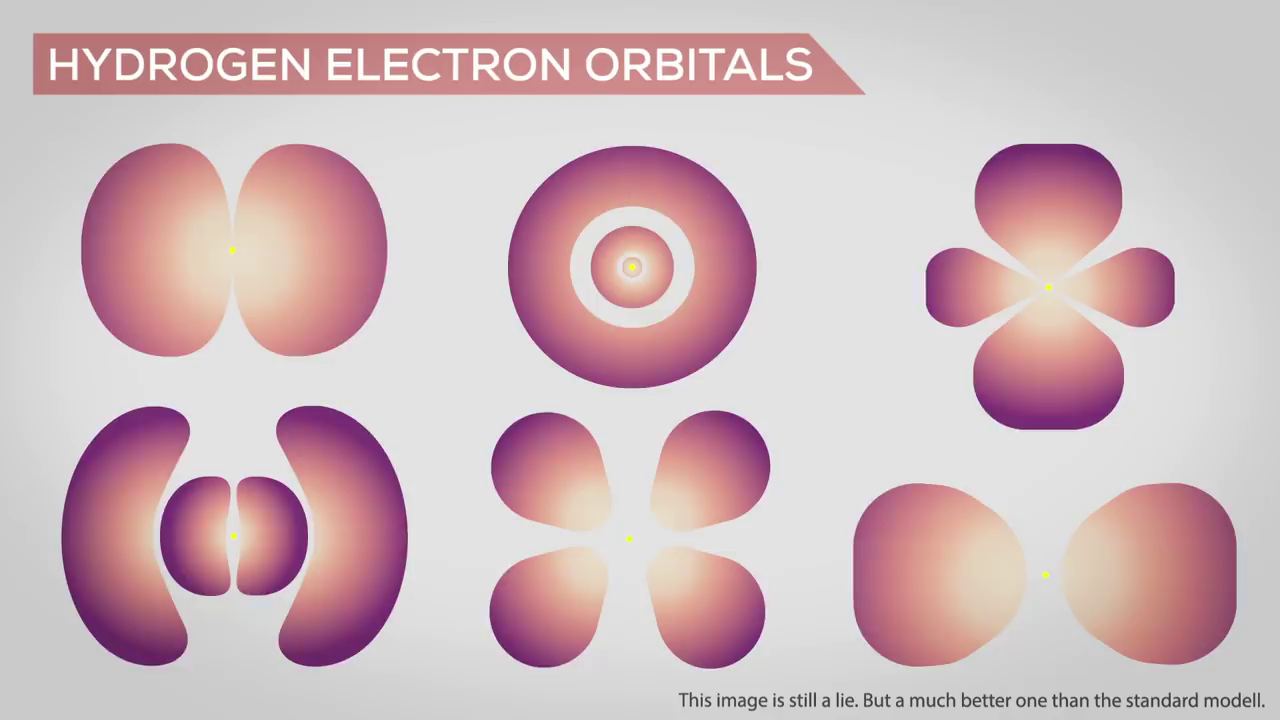 HYDROGEN ELECTRON ORBITALS
This image is still a lie. But a much better one than the standard modell.